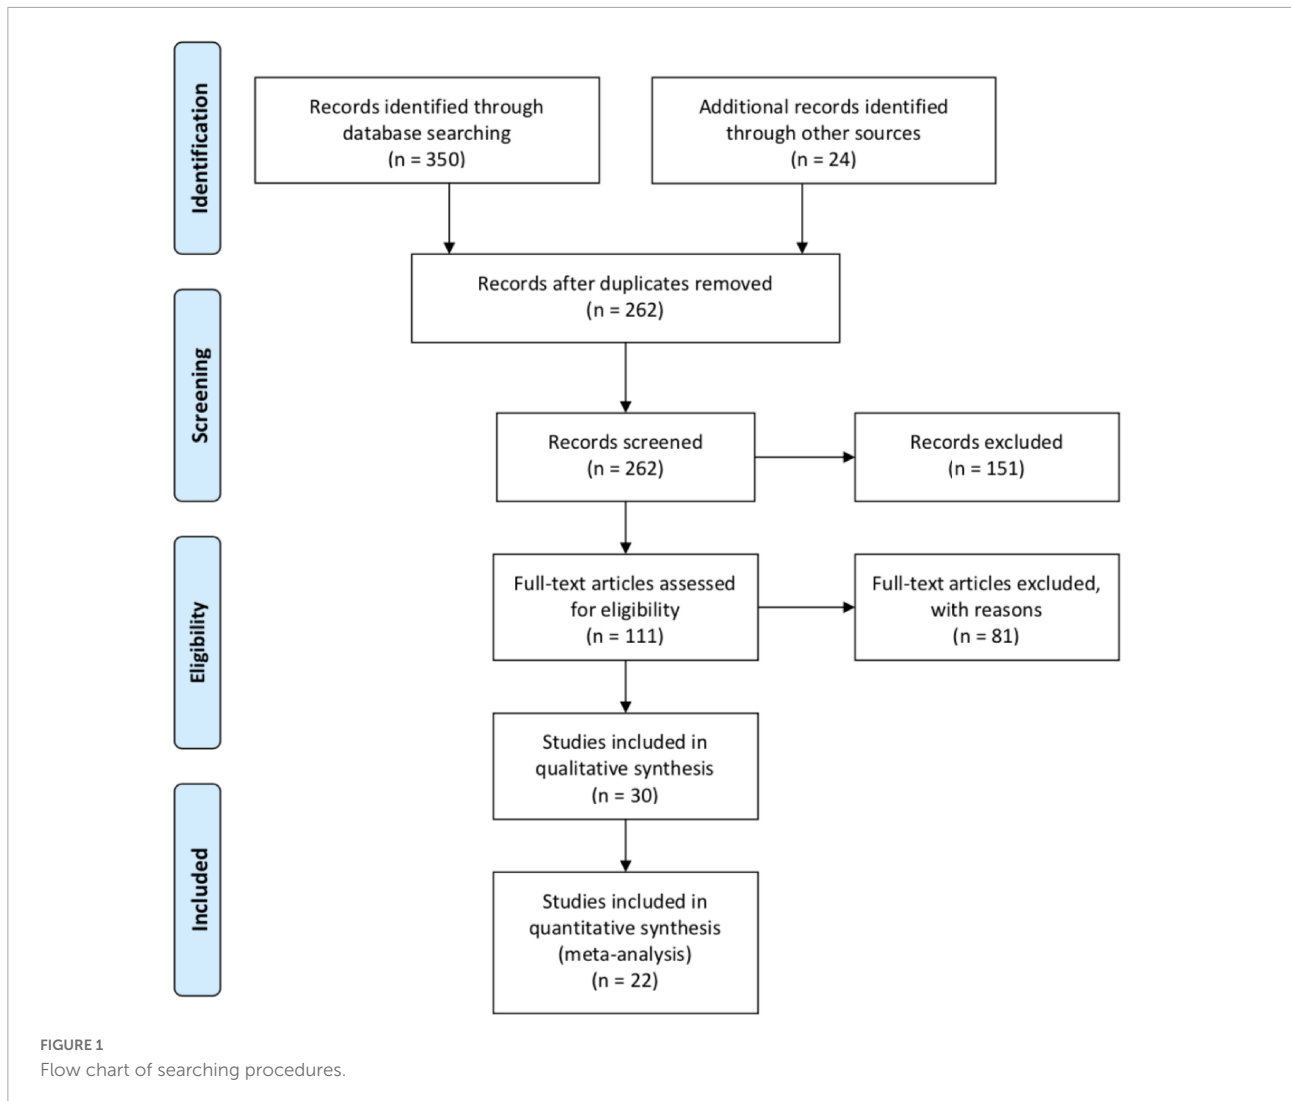 Identification
Records identified through
database searching
(n = 350)
Additional records identified
through other sources
(n = 24)
Records after duplicates removed
(n = 262)
Screening
Records screened
(n = 262)
Records excluded
(n = 151)
Eligibility
Full-text articles assessed
for eligibility
(n = 111)
Full-text articles excluded,
with reasons
(n = 81)
Studies included in
qualitative synthesis
(n = 30)
Included
Studies included in
quantitative synthesis
(meta-analysis)
(n = 22)
FIGURE 1
Flow chart of searching procedures.